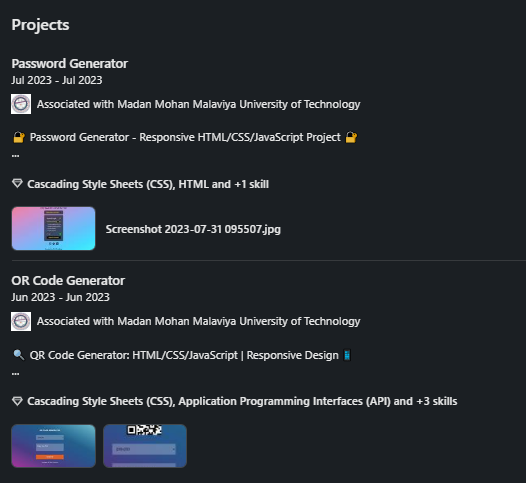 Projects
Password Generator
Jul 2023 - Jul 2023
Associated with Madan Mohan Malaviya University of Technology
🔐 Password Generator - Responsive HTML/CSS/JavaScript Project 🔐
...
Cascading Style Sheets (CSS), HTML and +1 skill
Screenshot 2023-07-31 095507.jpg
OR Code Generator
Jun 2023 - Jun 2023
Associated with Madan Mohan Malaviya University of Technology
🔍 QR Code Generator: HTML/CSS/JavaScript | Responsive Design 📱
...
Cascading Style Sheets (CSS), Application Programming Interfaces (API) and +3 skills